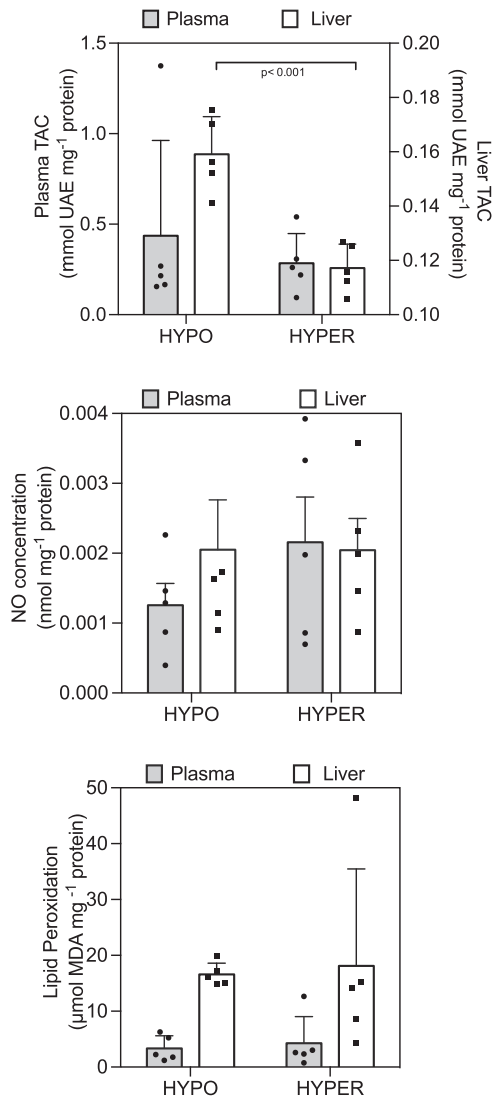 Plasma Liver
1.5
1.0
0.5
0.0
Plasma TAC
(mmol UAE mg-1 protein)
p< 0.001
0.20
0.18
0.16
0.14
0.12
0.10
Liver TAC
(mmol UAE mg-1 protein)
HYPO HYPER
Plasma Liver
0.004
0.003
0.002
0.001
0.000
NO concentration
(nmol mg-1 protein)
HYPO HYPER
Plasma Liver
50
40
30
20
10
0
Lipid Peroxidation
(µmol MDA mg -1 protein)
HYPO HYPER